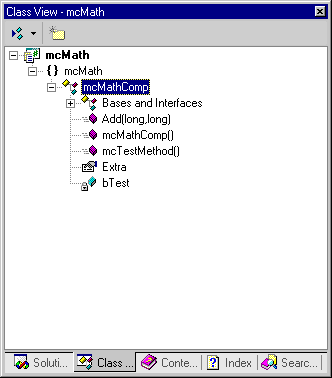 Class View - mcMath
mcMath
{} mcMath
mcMathComp
Bases and Interfaces
Add(long,long)
mcMathComp()
mcTestMethod()
Extra
bTest
Soluti... Class ... Conte... Index Searc...